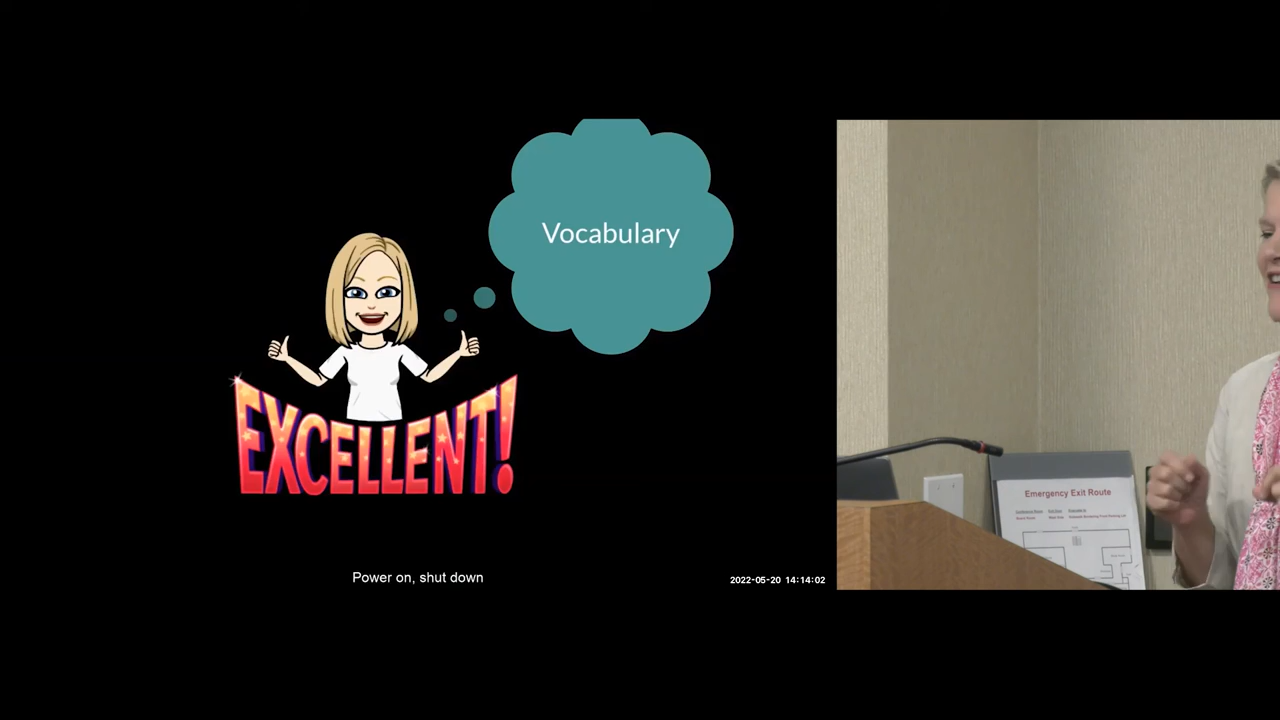 Vocabulary
EXCELLENT!
Power on, shut down
2022-05-20 14:14:02
Emergency Exit Route